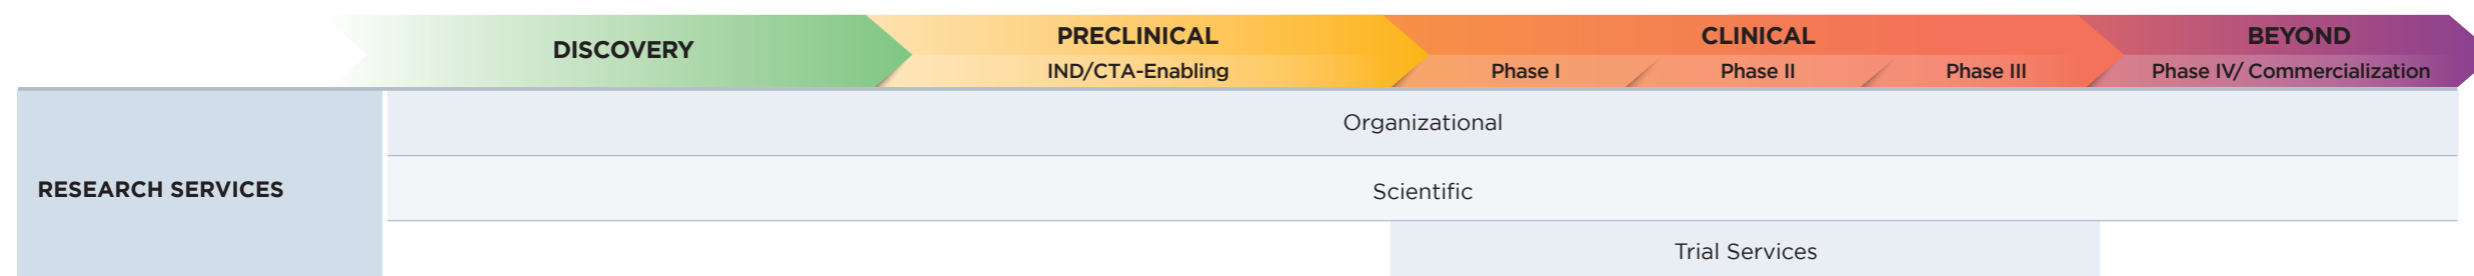 DISCOVERY
PRECLINICAL
IND/CTA-Enabling
CLINICAL
Phase I
Phase II
Phase III
BEYOND
Phase IV/ Commercialization
RESEARCH SERVICES
Organizational
Scientific
Trial Services